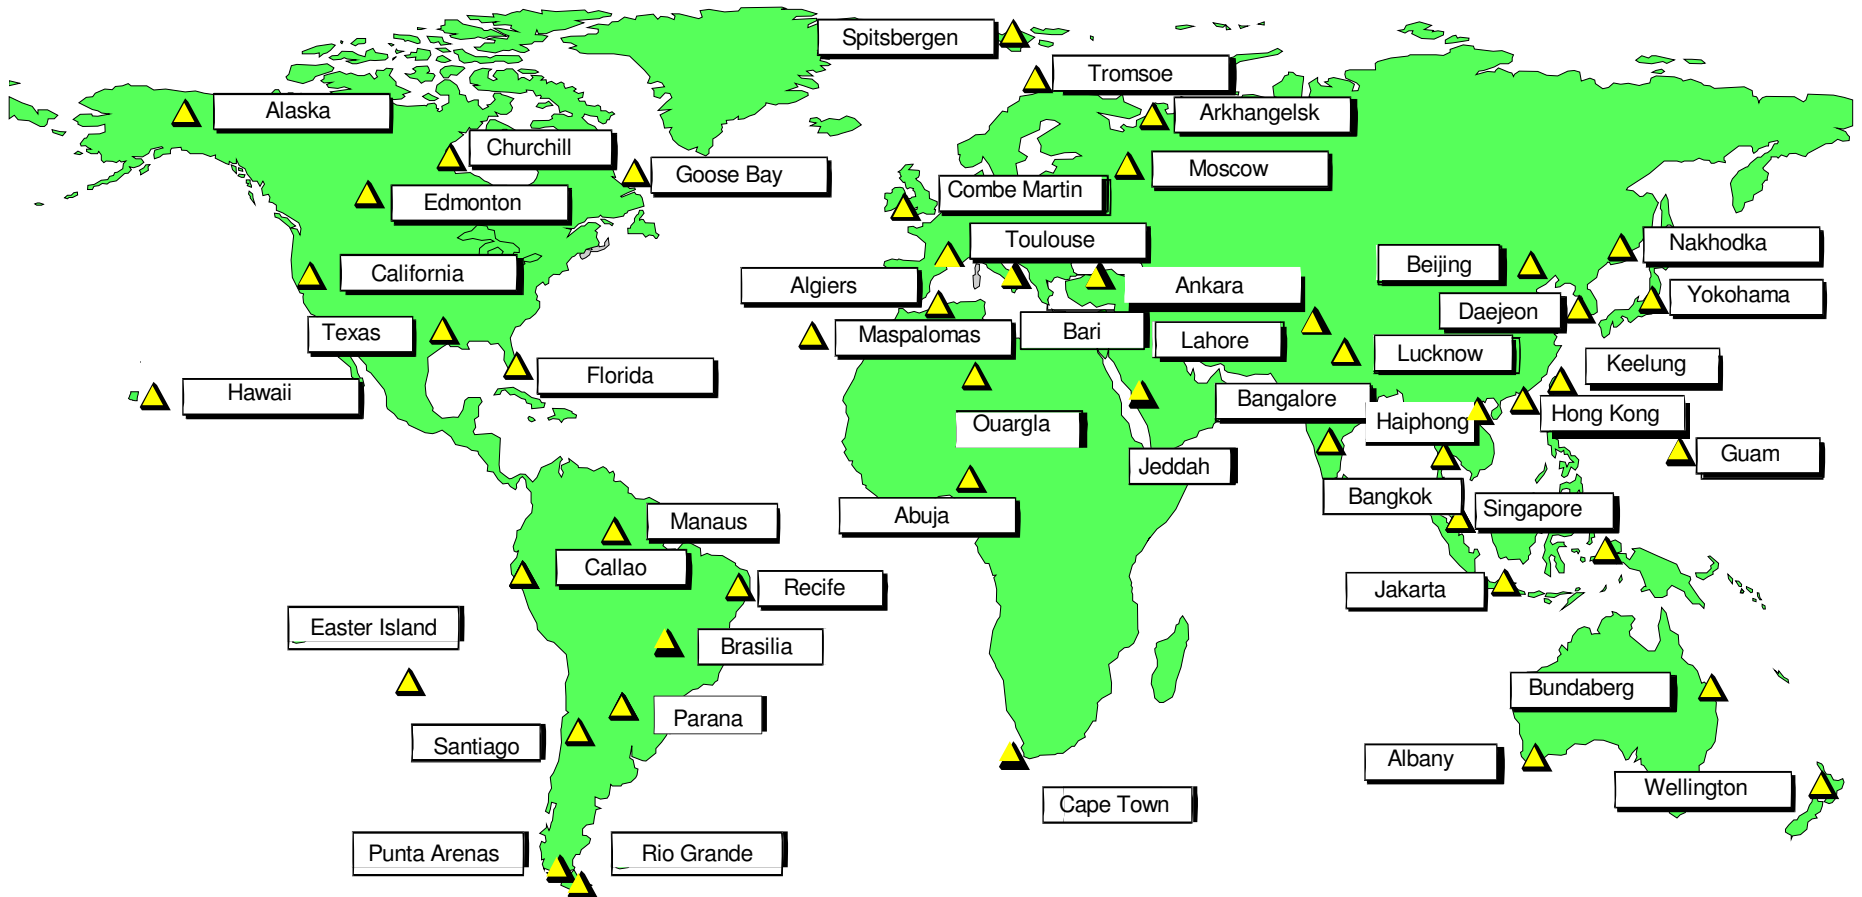 Spitsbergen
Tromsoe
Alaska
Arkhangelsk
Churchill
Moscow
Goose Bay
Combe Martin
Edmonton
Toulouse
Nakhodka
Beijing
California
Algiers
Ankara
Yokohama
Daejeon
Texas
Maspalomas
Bari
Lahore
Lucknow
Keelung
Florida
Hawaii
Bangalore
Haiphong
Hong Kong
Ouargla
Guam
Jeddah
Bangkok
Singapore
Abuja
Manaus
Callao
Recife
Jakarta
Easter Island
Brasilia
Bundaberg
Parana
Santiago
Albany
Wellington
Cape Town
Punta Arenas
Rio Grande